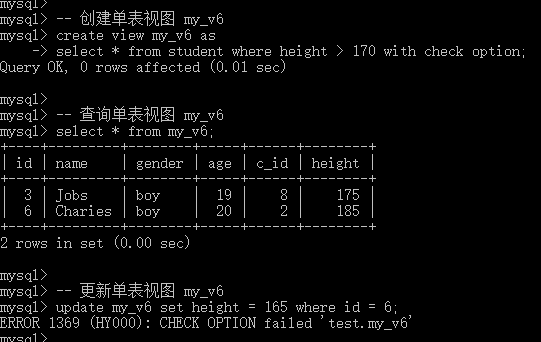 mysql>
mysql> -- 创建单表视图 my_v6
mysql> create view my_v6 as
    -> select * from student where height > 170 with check option;
Query OK, 0 rows affected (0.01 sec)
mysql>
mysql> -- 查询单表视图 my_v6
mysql> select * from my_v6;
+----+---------+--------+-----+------+--------+
| id | name    | gender | age | c_id | height |
+----+---------+--------+-----+------+--------+
|  3 | Jobs    | boy    |  19 |    8 |    175 |
|  6 | Charies | boy    |  20 |    2 |    185 |
+----+---------+--------+-----+------+--------+
2 rows in set (0.00 sec)
mysql>
mysql> -- 更新单表视图 my_v6
mysql> update my_v6 set height = 165 where id = 6;
ERROR 1369 (HY000): CHECK OPTION failed 'test.my_v6'
mysql>